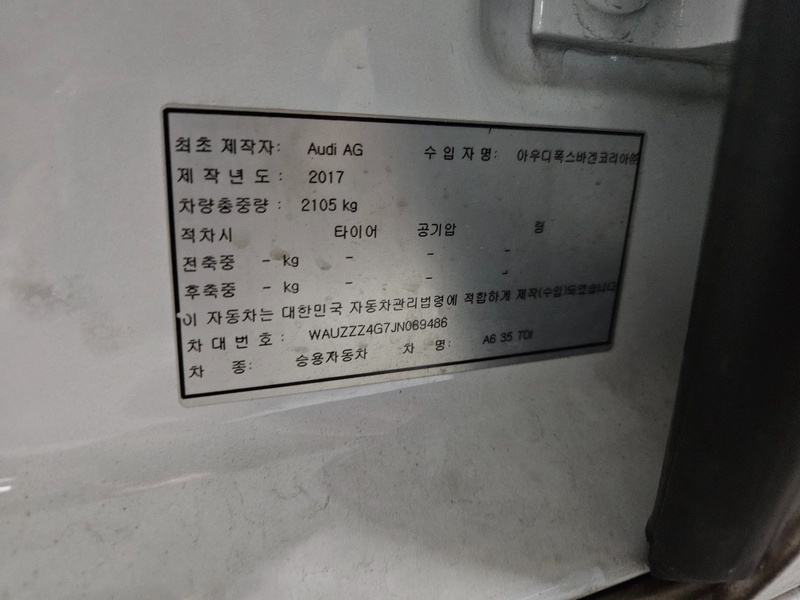 최초 제작자: Audi AG 수 입 자 명: 아우디폭스바겐코리아㈜
제 작 년 도 : 2017
차량총중량 : 2105 kg
적차시 타이어 공기압 림
전축중 - kg - - -
후축중 - kg - - -
이 자동차는 대한민국 자동차관리법령에 적합하게 제작(수입)되었습니다
차 대 번 호 : WAUZZZ4G7JN069486
차 종: 승용자동차 차 명: A6 35 TDI